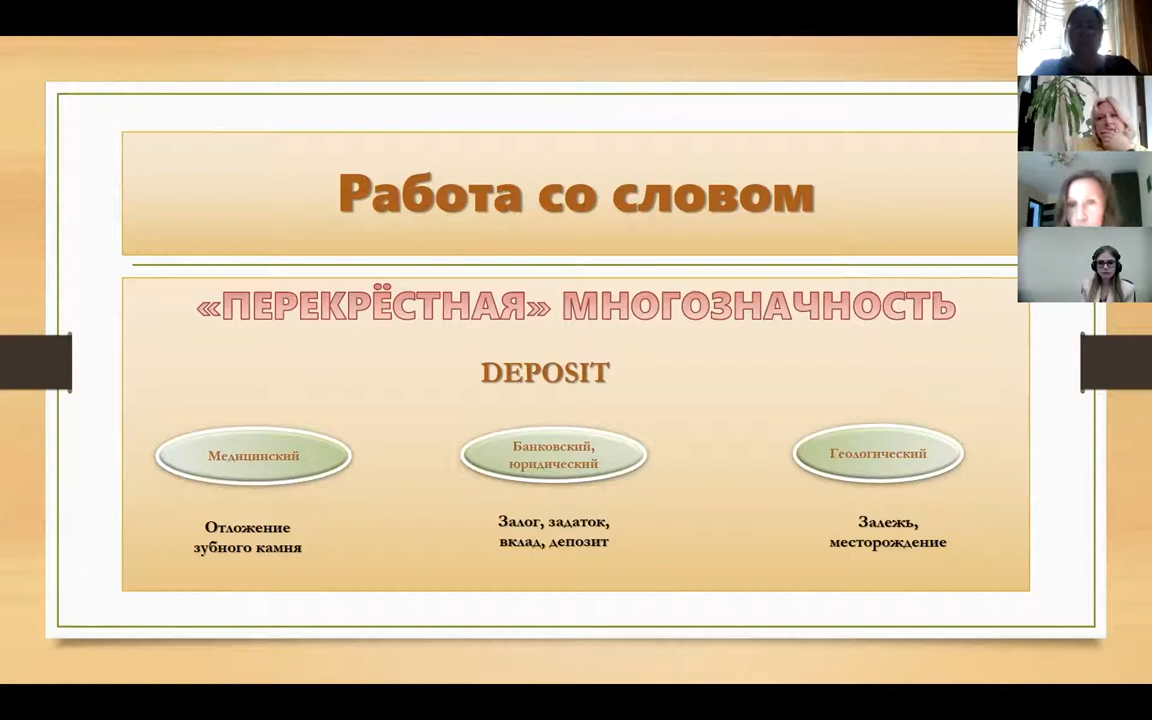 Работа со словом
«ПЕРЕКРЁСТНАЯ» МНОГОЗНАЧНОСТЬ
DEPOSIT
Медицинский
Банковский,
юридический
Геологический
Отложение
зубного камня
Залог, задаток,
вклад, депозит
Залежь,
месторождение